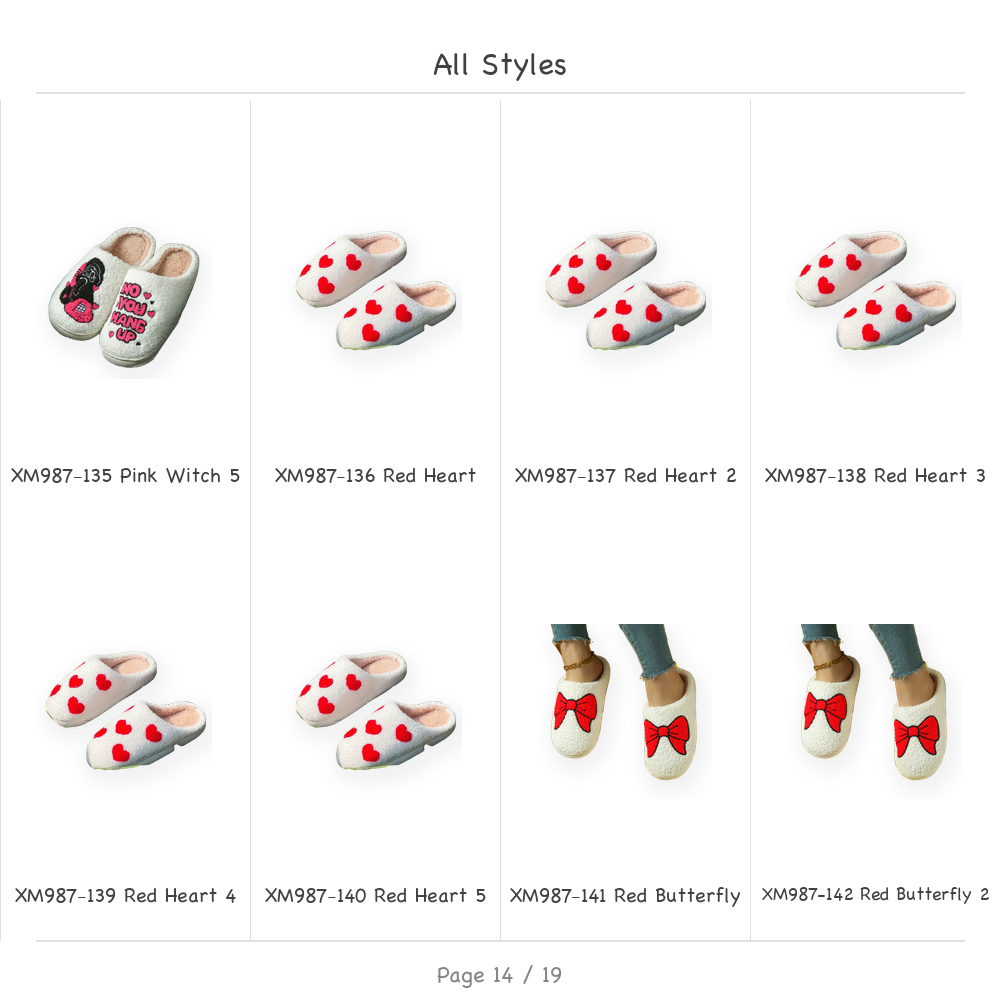 All Styles
NO
YOU
HANG
UP
XM987-135 Pink Witch 5
XM987-136 Red Heart
XM987-137 Red Heart 2
XM987-138 Red Heart 3
XM987-139 Red Heart 4
XM987-140 Red Heart 5
XM987-141 Red Butterfly
XM987-142 Red Butterfly 2
Page 14 / 19